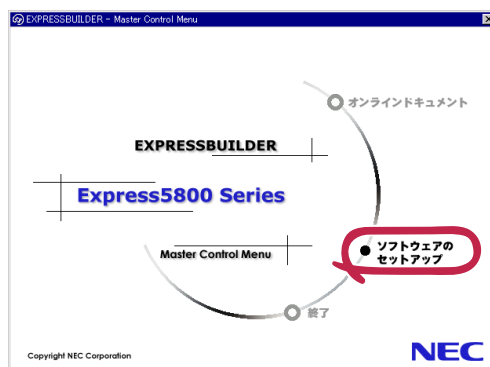 EXPRESSBUILDER - Master Control Menu
オンラインドキュメント
EXPRESSBUILDER
Express5800 Series
Master Control Menu
ソフトウェアの
セットアップ
終了
Copyright NEC Corporation
NEC